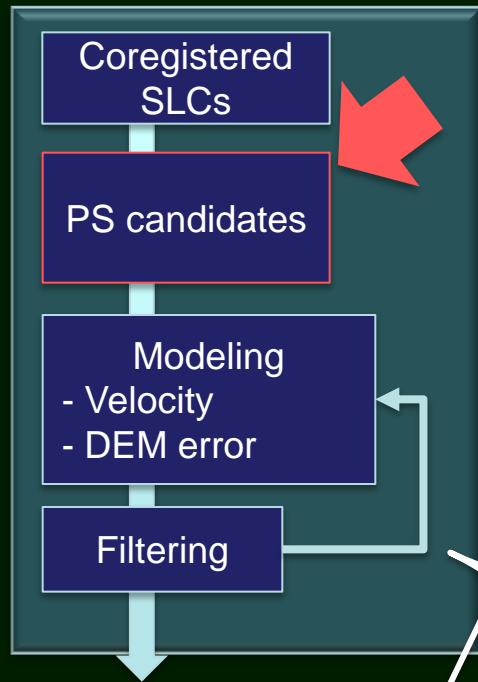 Coregistered
SLCs
PS candidates
Modeling
- Velocity
- DEM error
Filtering